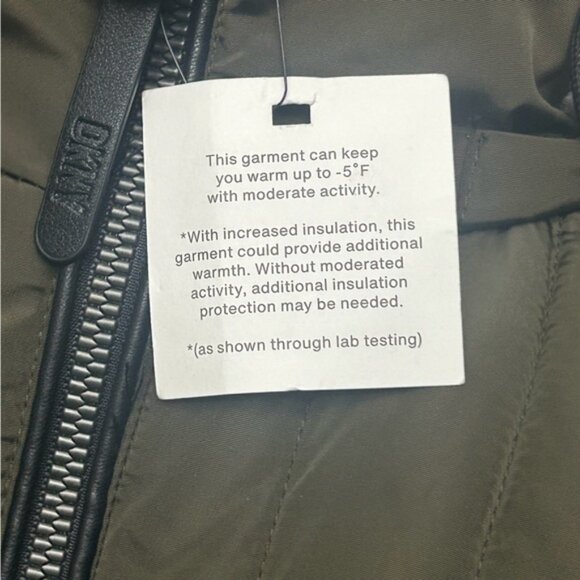 DKNY
This garment can keep
you warm up to -5°F
with moderate activity.
*With increased insulation, this
garment could provide additional
warmth. Without moderated
activity, additional insulation
protection may be needed.
*(as shown through lab testing)